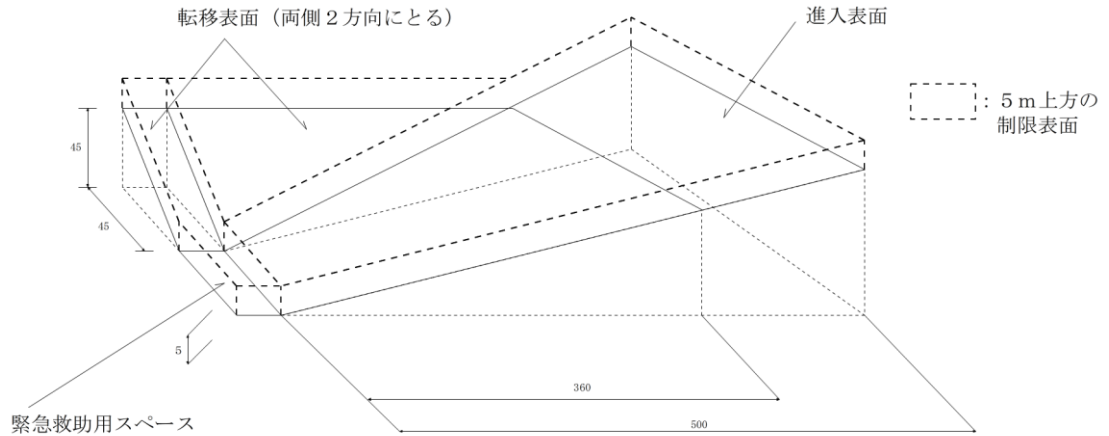 転移表面（両側２方向にとる）
進入表面
：５ｍ上方の
制限表面
45
45
5
360
500
緊急救助用スペース